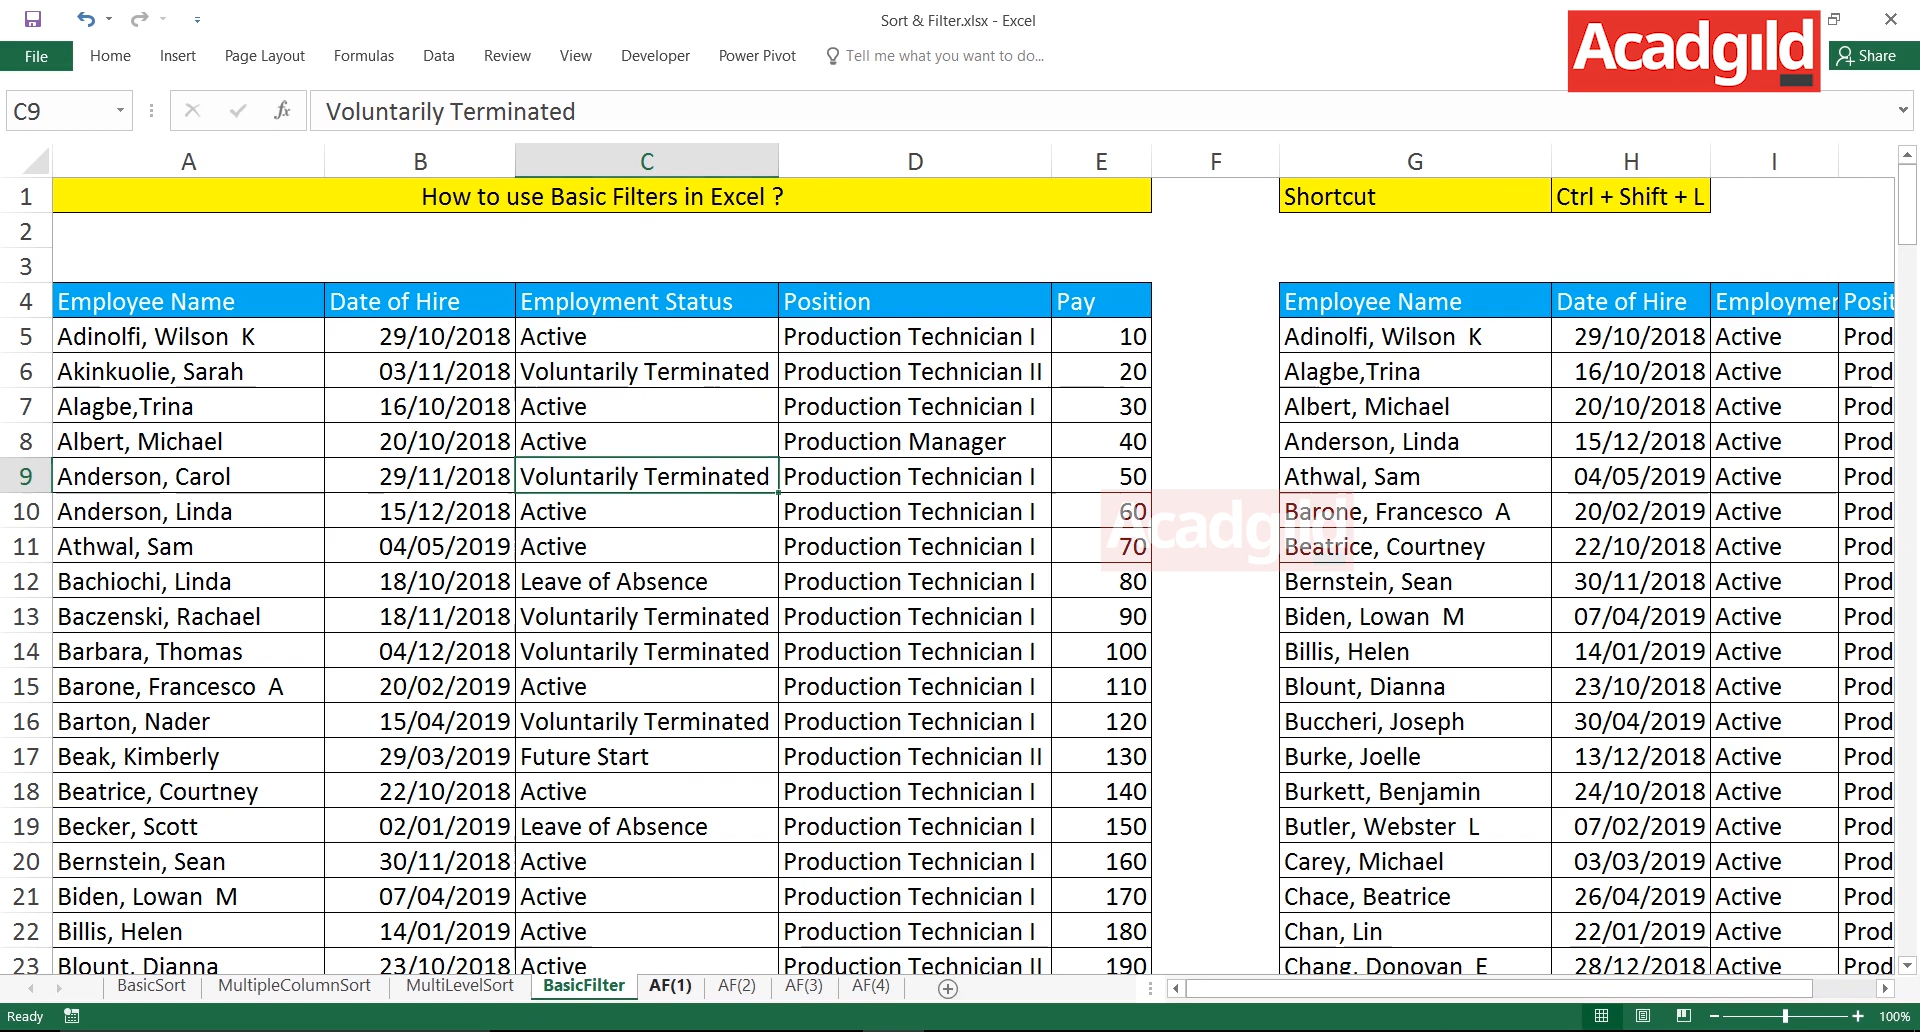 Sort & Filter.xlsx - Excel
Acadgild
File Home Insert Page Layout Formulas Data Review View Developer Power Pivot Tell me what you want to do... Share
C9 fx Voluntarily Terminated
A B C D E F G H I
1 How to use Basic Filters in Excel ? Shortcut Ctrl + Shift + L
2
3
4 Employee Name Date of Hire Employment Status Position Pay Employee Name Date of Hire Employmer Posit
5 Adinolfi, Wilson K 29/10/2018 Active Production Technician I 10 Adinolfi, Wilson K 29/10/2018 Active Prod
6 Akinkuolie, Sarah 03/11/2018 Voluntarily Terminated Production Technician II 20 Alagbe,Trina 16/10/2018 Active Prod
7 Alagbe,Trina 16/10/2018 Active Production Technician I 30 Albert, Michael 20/10/2018 Active Prod
8 Albert, Michael 20/10/2018 Active Production Manager 40 Anderson, Linda 15/12/2018 Active Prod
9 Anderson, Carol 29/11/2018 Voluntarily Terminated Production Technician I 50 Athwal, Sam 04/05/2019 Active Prod
10 Anderson, Linda 15/12/2018 Active Production Technician I 60 Barone, Francesco A 20/02/2019 Active Prod
Acadgild
11 Athwal, Sam 04/05/2019 Active Production Technician I 70 Beatrice, Courtney 22/10/2018 Active Prod
12 Bachiochi, Linda 18/10/2018 Leave of Absence Production Technician I 80 Bernstein, Sean 30/11/2018 Active Prod
13 Baczenski, Rachael 18/11/2018 Voluntarily Terminated Production Technician I 90 Biden, Lowan M 07/04/2019 Active Prod
14 Barbara, Thomas 04/12/2018 Voluntarily Terminated Production Technician I 100 Billis, Helen 14/01/2019 Active Prod
15 Barone, Francesco A 20/02/2019 Active Production Technician I 110 Blount, Dianna 23/10/2018 Active Prod
16 Barton, Nader 15/04/2019 Voluntarily Terminated Production Technician I 120 Buccheri, Joseph 30/04/2019 Active Prod
17 Beak, Kimberly 29/03/2019 Future Start Production Technician II 130 Burke, Joelle 13/12/2018 Active Prod
18 Beatrice, Courtney 22/10/2018 Active Production Technician I 140 Burkett, Benjamin 24/10/2018 Active Prod
19 Becker, Scott 02/01/2019 Leave of Absence Production Technician I 150 Butler, Webster L 07/02/2019 Active Prod
20 Bernstein, Sean 30/11/2018 Active Production Technician I 160 Carey, Michael 03/03/2019 Active Prod
21 Biden, Lowan M 07/04/2019 Active Production Technician I 170 Chace, Beatrice 26/04/2019 Active Prod
22 Billis, Helen 14/01/2019 Active Production Technician I 180 Chan, Lin 22/01/2019 Active Prod
23 Blount, Dianna 23/10/2018 Active Production Technician II 190 Chang, Donovan E 28/12/2018 Active Prod
BasicSort MultipleColumnSort MultiLevelSort BasicFilter AF(1) AF(2) AF(3) AF(4)
Ready 100%